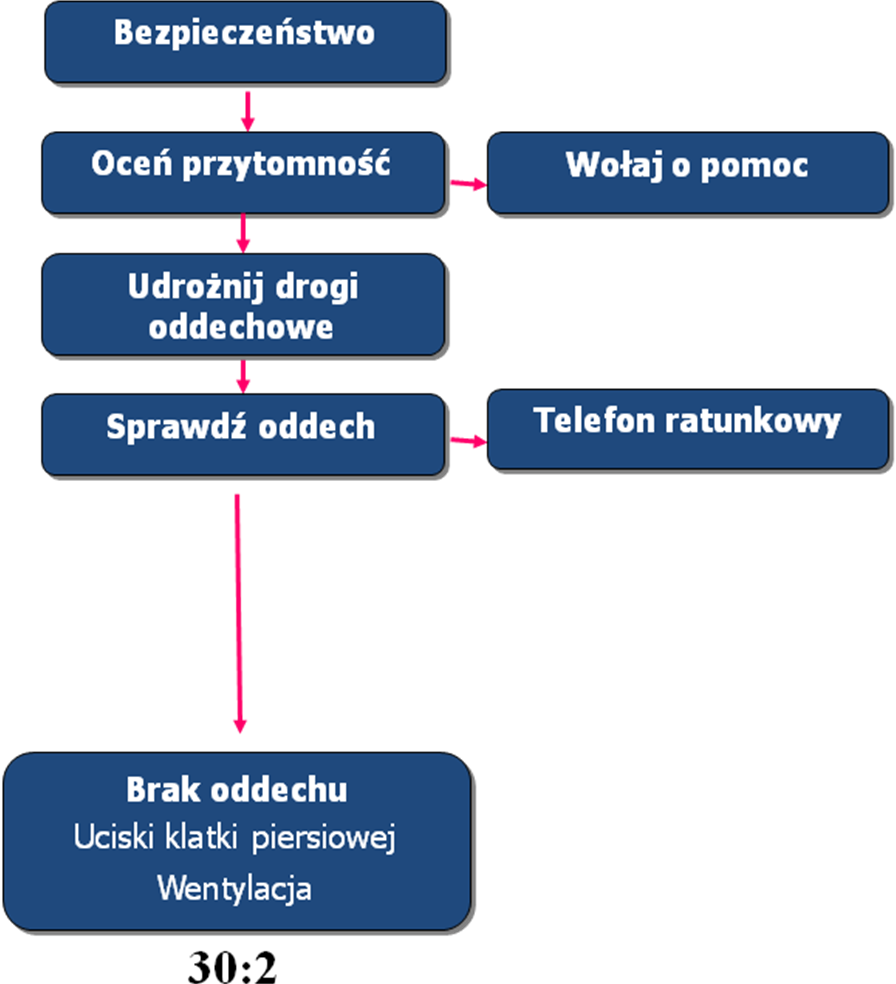 Bezpieczeństwo
Oceń przytomność
Wołaj o pomoc
Udrożnij drogi
oddechowe
Sprawdź oddech
Telefon ratunkowy
Brak oddechu
Uciski klatki piersiowej
Wentylacja
30:2